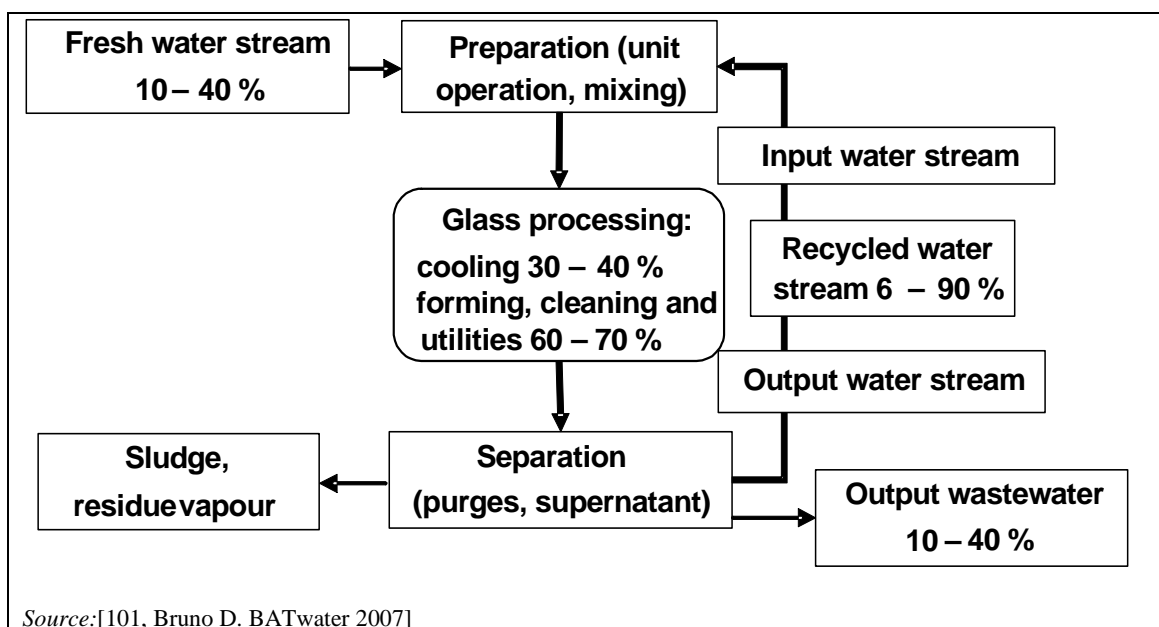 Fresh water stream
10 – 40 %
Preparation (unit
operation, mixing)
Input water stream
Glass processing:
cooling 30 – 40 %
forming, cleaning and
utilities 60 – 70 %
Recycled water
stream 6 – 90 %
Output water stream
Sludge,
residue vapour
Separation
(purges, supernatant)
Output wastewater
10 – 40 %
Source:[101, Bruno D. BATwater 2007]